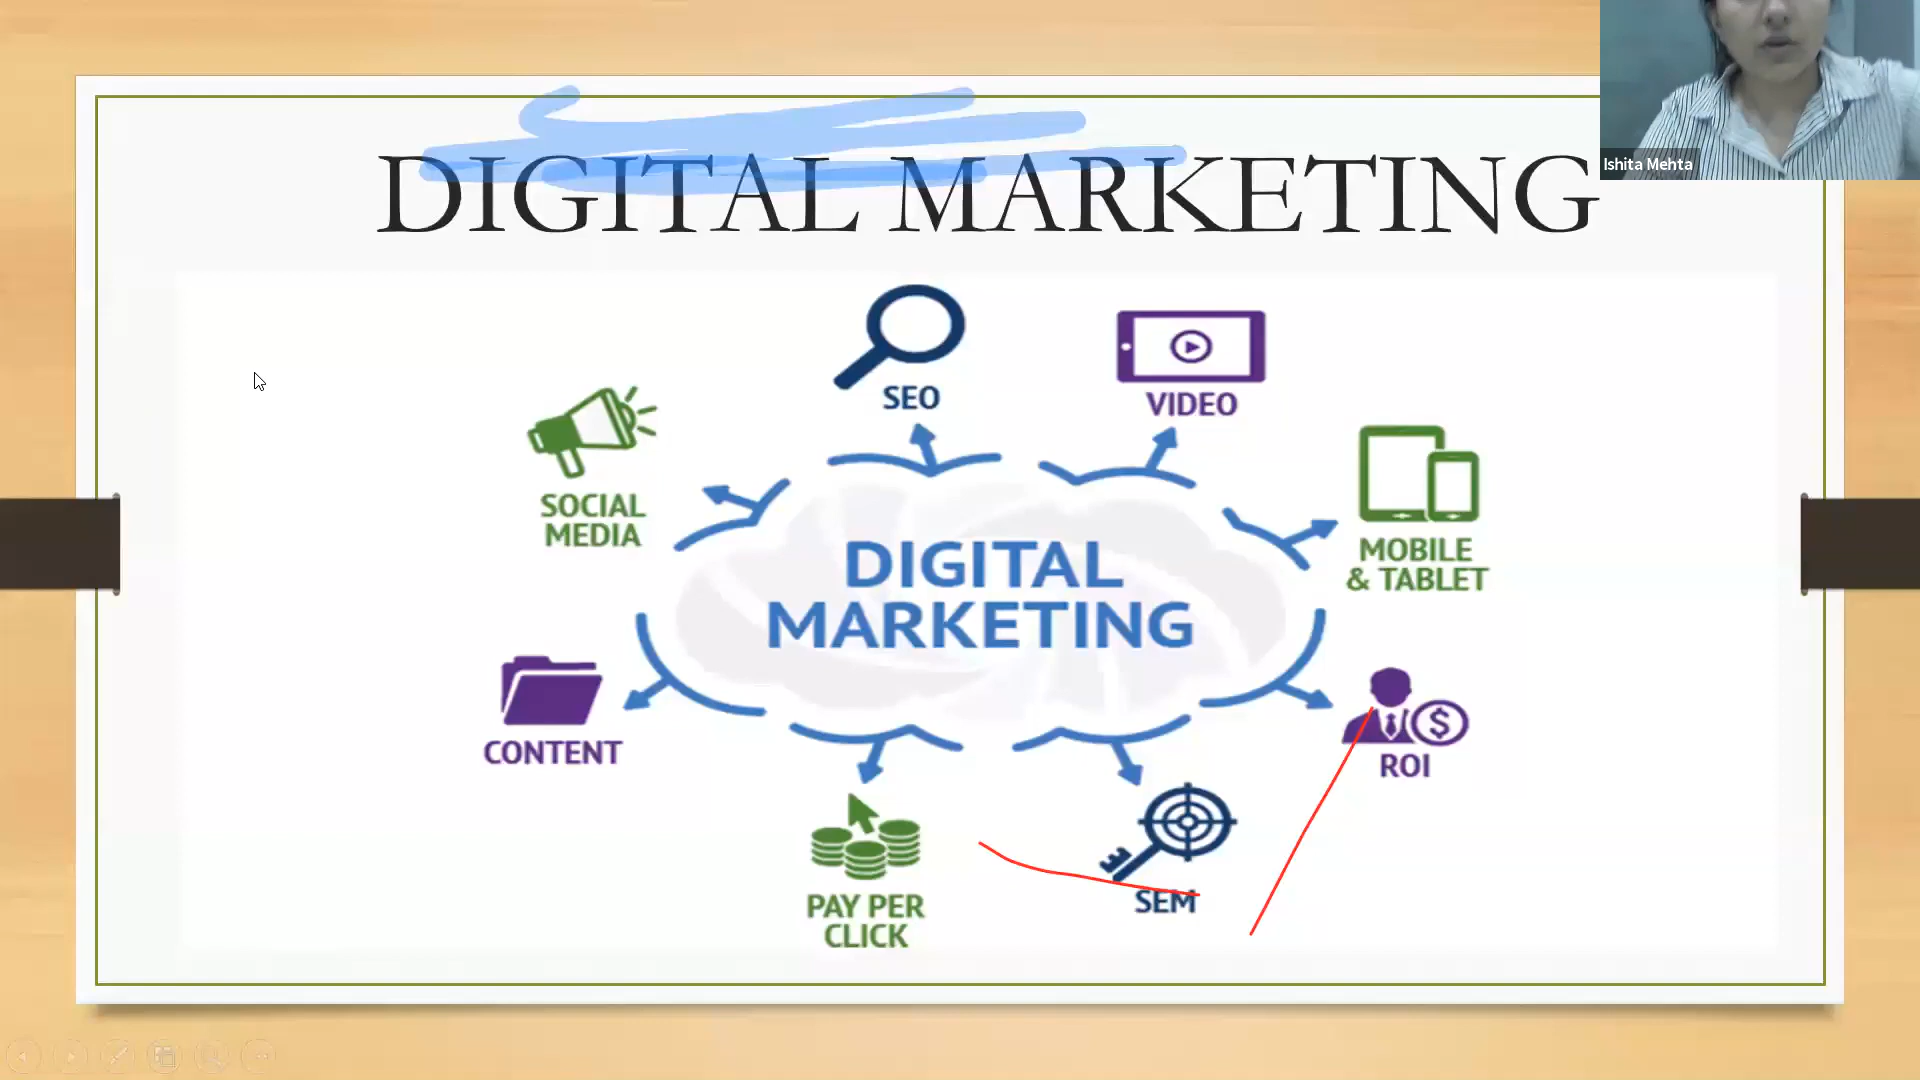 DIGITAL MARKETING
Ishita Mehta
SEO
VIDEO
SOCIAL
MEDIA
MOBILE
& TABLET
DIGITAL
MARKETING
CONTENT
$
ROI
PAY PER
CLICK
SEM